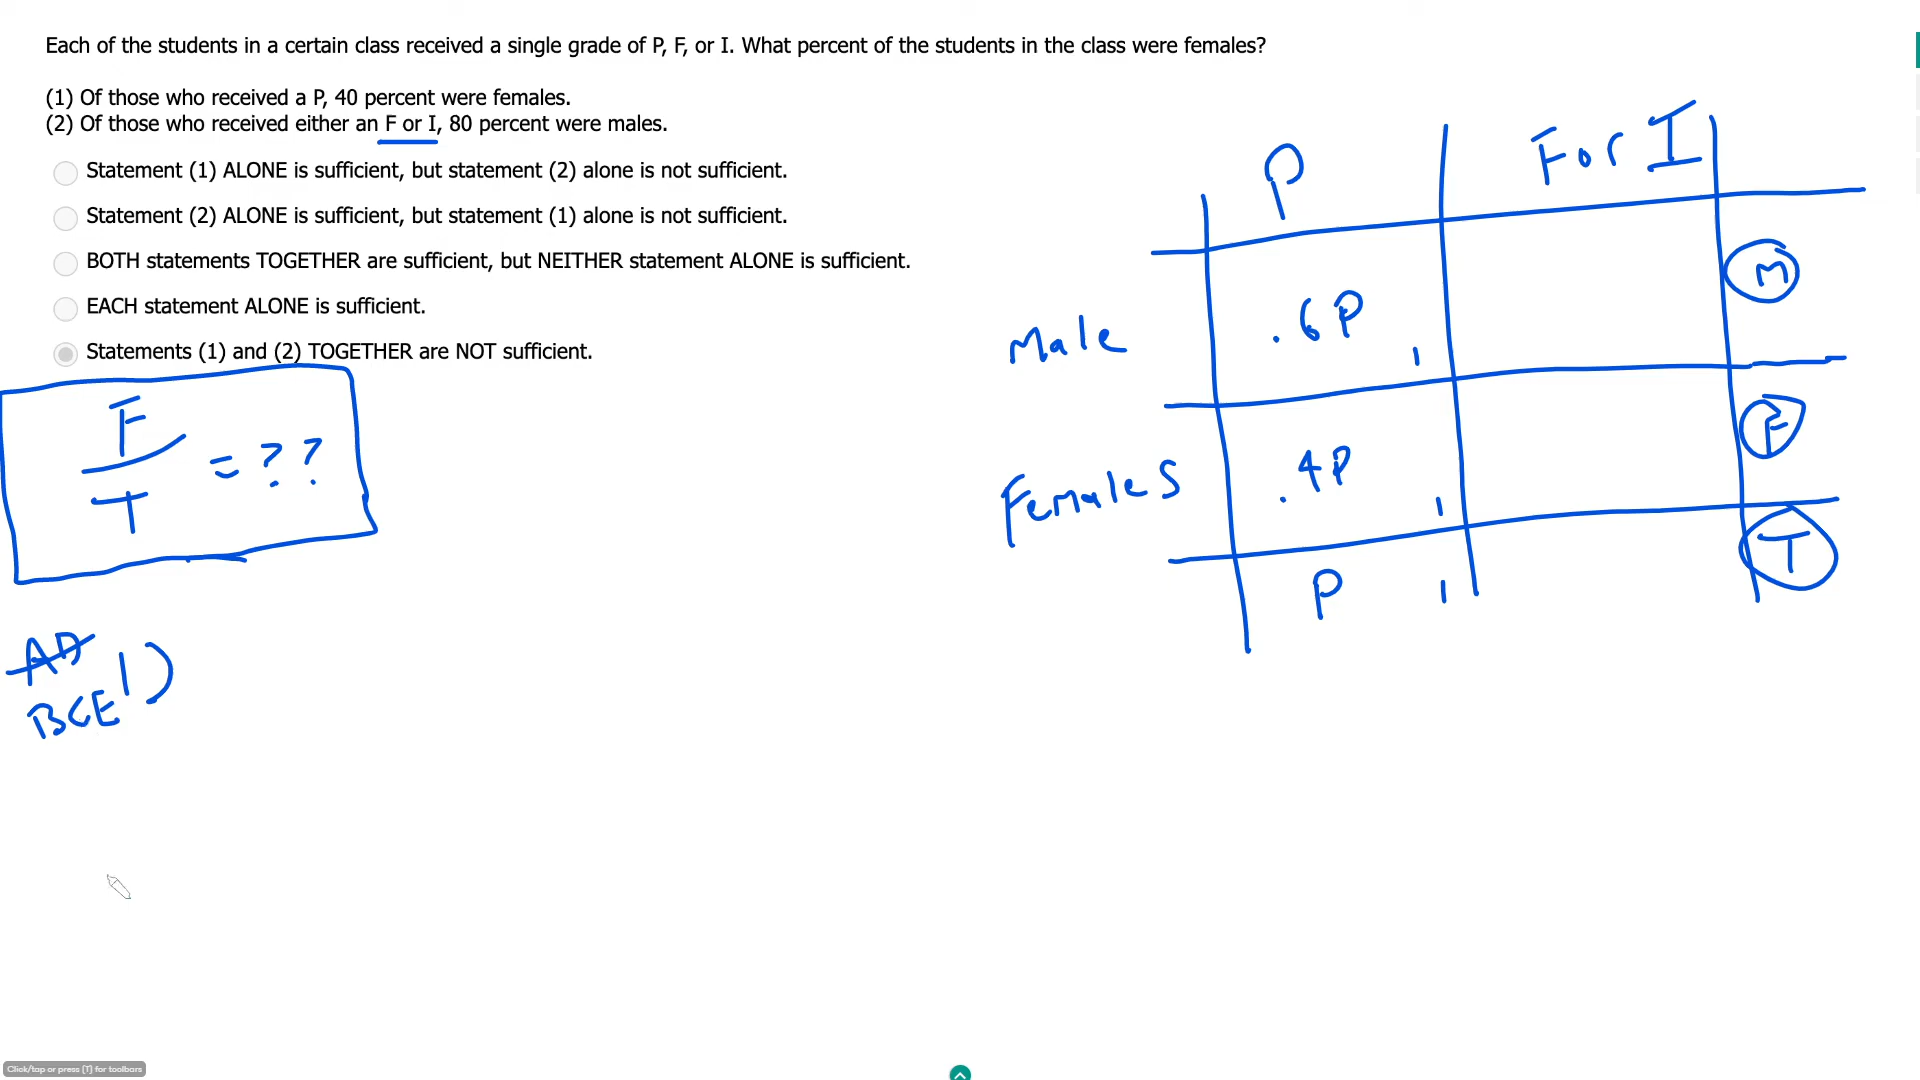 Each of the students in a certain class received a single grade of P, F, or I. What percent of the students in the class were females?
(1) Of those who received a P, 40 percent were females.
(2) Of those who received either an F or I, 80 percent were males.
Statement (1) ALONE is sufficient, but statement (2) alone is not sufficient.
Statement (2) ALONE is sufficient, but statement (1) alone is not sufficient.
BOTH statements TOGETHER are sufficient, but NEITHER statement ALONE is sufficient.
EACH statement ALONE is sufficient.
Statements (1) and (2) TOGETHER are NOT sufficient.
F
T
= ??
AD
BCE
1)
P
F or I
Male
.6P
M
Females
.4P
F
P
T
Click/tap or press [T] for toolbars